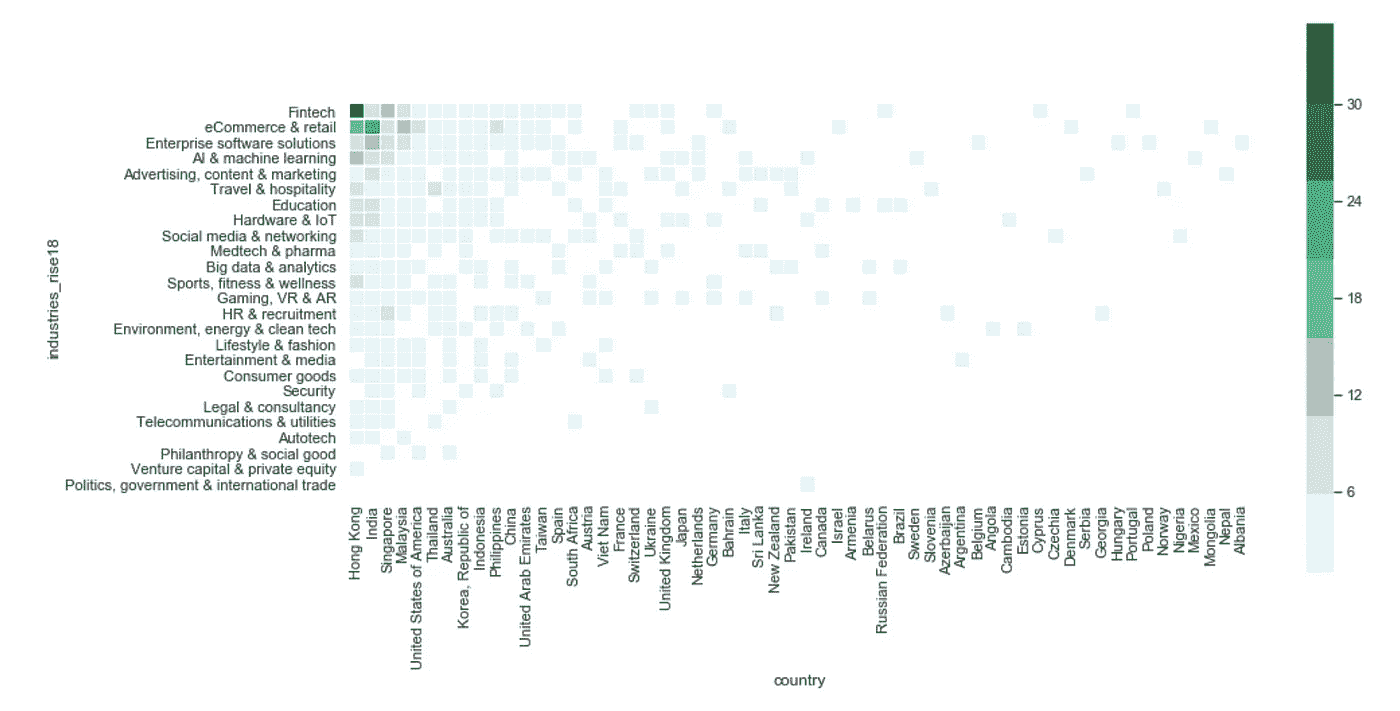 Fintech
eCommerce & retail
Enterprise software solutions
AI & machine learning
Advertising, content & marketing
Travel & hospitality
Education
Hardware & IoT
Social media & networking
Medtech & pharma
Big data & analytics
Sports, fitness & wellness
Gaming, VR & AR
HR & recruitment
Environment, energy & clean tech
Lifestyle & fashion
Entertainment & media
Consumer goods
Security
Legal & consultancy
Telecommunications & utilities
Autotech
Philanthropy & social good
Venture capital & private equity
Politics, government & international trade
industries_rise18
Hong Kong
India
Singapore
Malaysia
United States of America
Thailand
Australia
Korea, Republic of
Indonesia
Philippines
China
United Arab Emirates
Taiwan
Spain
South Africa
Austria
Viet Nam
France
Switzerland
Ukraine
United Kingdom
Japan
Netherlands
Germany
Bahrain
Italy
Sri Lanka
New Zealand
Pakistan
Ireland
Canada
Israel
Armenia
Belarus
Russian Federation
Brazil
Sweden
Slovenia
Azerbaijan
Argentina
Belgium
Angola
Cambodia
Estonia
Cyprus
Denmark
Czechia
Serbia
Georgia
Hungary
Portugal
Poland
Norway
Nigeria
Mexico
Mongolia
Nepal
Albania
country
30
24
18
12
6